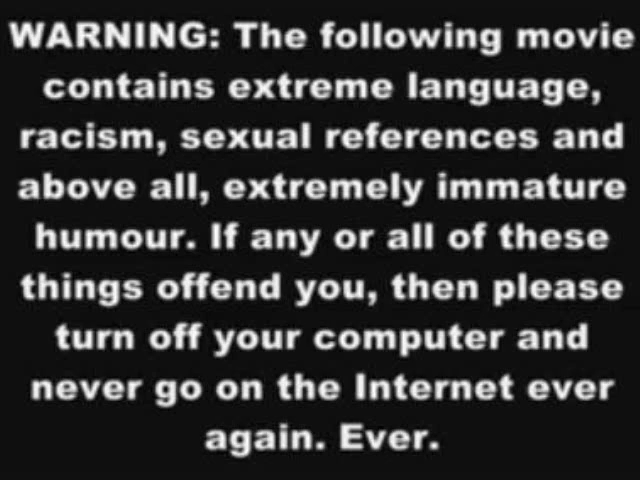 WARNING: The following movie
contains extreme language,
racism, sexual references and
above all, extremely immature
humour. If any or all of these
things offend you, then please
turn off your computer and
never go on the Internet ever
again. Ever.